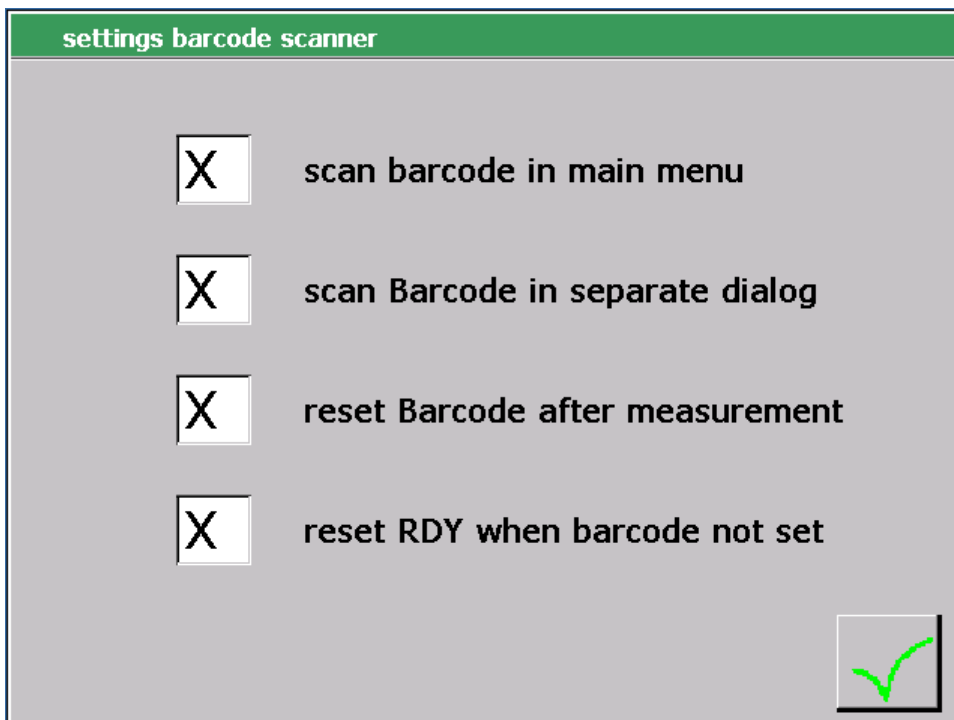 settings barcode scanner
X scan barcode in main menu
X scan Barcode in separate dialog
X reset Barcode after measurement
X reset RDY when barcode not set